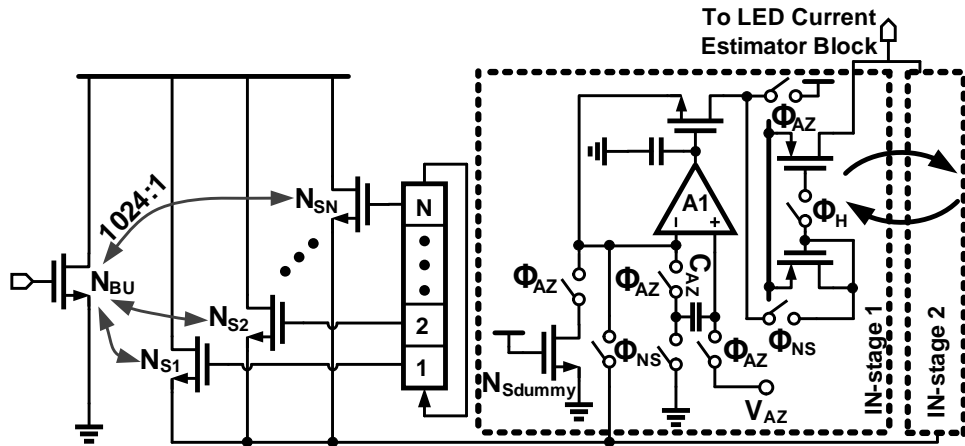 To LED Current
Estimator Block
1024:1
N_BU
N_S1
N_S2
N_SN
N
2
1
Φ_AZ
A1
−
+
Φ_H
Φ_AZ
Φ_AZ
C_AZ
Φ_NS
Φ_AZ
Φ_NS
N_Sdummy
V_AZ
IN-stage 1
IN-stage 2